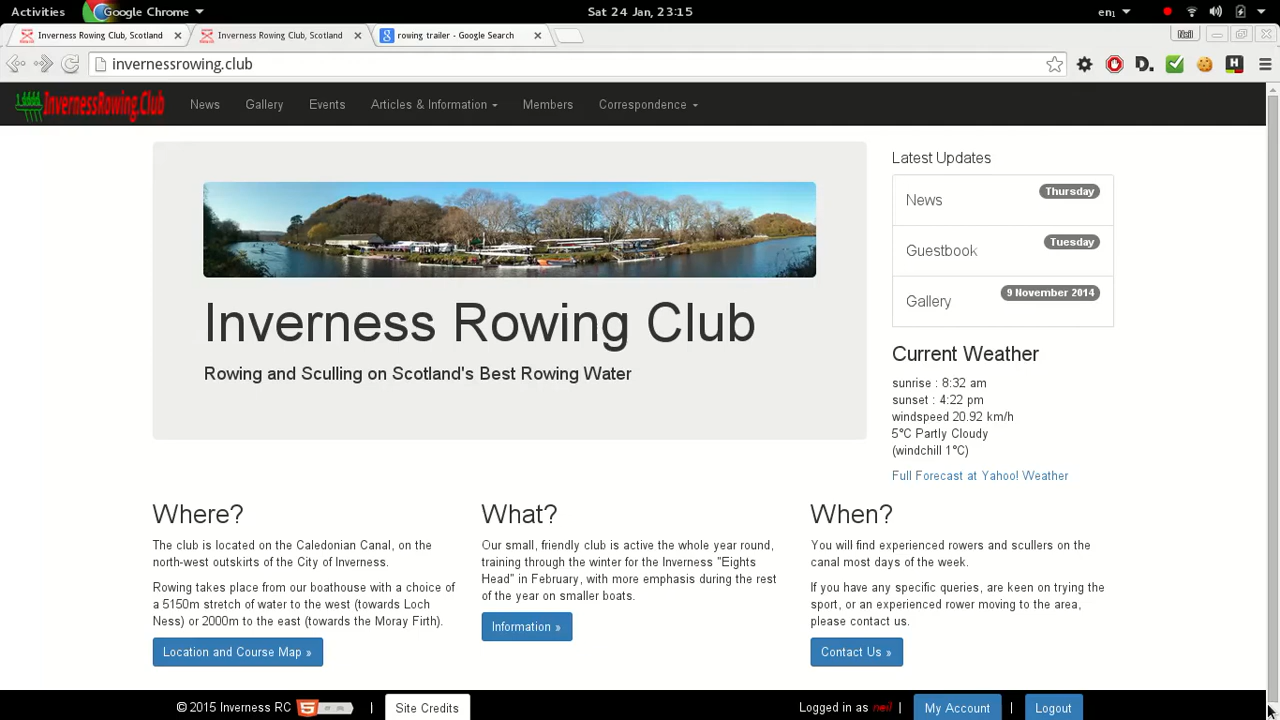 Activities Google Chrome Sat 24 Jan, 23:15 en1
Inverness Rowing Club, Scotland Inverness Rowing Club, Scotland rowing trailer - Google Search Neil
invernessrowing.club D. H
InvernessRowing.Club News Gallery Events Articles & Information Members Correspondence
Inverness Rowing Club
Rowing and Sculling on Scotland's Best Rowing Water
Latest Updates
News Thursday
Guestbook Tuesday
Gallery 9 November 2014
Current Weather
sunrise : 8:32 am
sunset : 4:22 pm
windspeed 20.92 km/h
5°C Partly Cloudy
(windchill 1°C)
Full Forecast at Yahoo! Weather
Where?
The club is located on the Caledonian Canal, on the
north-west outskirts of the City of Inverness.
Rowing takes place from our boathouse with a choice of
a 5150m stretch of water to the west (towards Loch
Ness) or 2000m to the east (towards the Moray Firth).
Location and Course Map »
What?
Our small, friendly club is active the whole year round,
training through the winter for the Inverness "Eights
Head" in February, with more emphasis during the rest
of the year on smaller boats.
Information »
When?
You will find experienced rowers and scullers on the
canal most days of the week.
If you have any specific queries, are keen on trying the
sport, or an experienced rower moving to the area,
please contact us.
Contact Us »
© 2015 Inverness RC 5 | Site Credits Logged in as neil | My Account | Logout